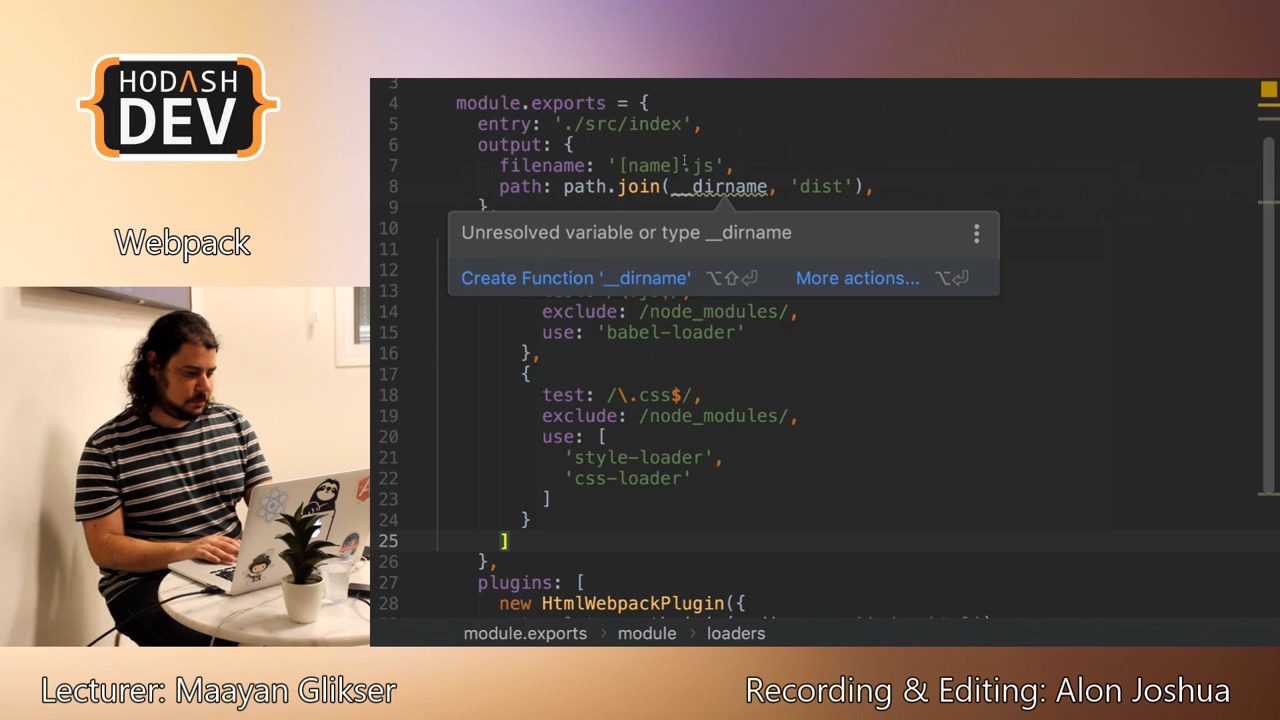 HODASH
DEV
Webpack
3
4 module.exports = {
5 entry: './src/index',
6 output: {
7 filename: '[name].js',
8 path: path.join(__dirname, 'dist'),
9 },
Unresolved variable or type __dirname
Create Function '__dirname' ⌥⇧⏎ More actions... ⌥⏎
10
11
12
13
14 exclude: /node_modules/,
15 use: 'babel-loader'
16 },
17 {
18 test: /\.css$/,
19 exclude: /node_modules/,
20 use: [
21 'style-loader',
22 'css-loader'
23 ]
24 }
25 ]
26 },
27 plugins: [
28 new HtmlWebpackPlugin({
module.exports › module › loaders
Lecturer: Maayan Glikser
Recording & Editing: Alon Joshua